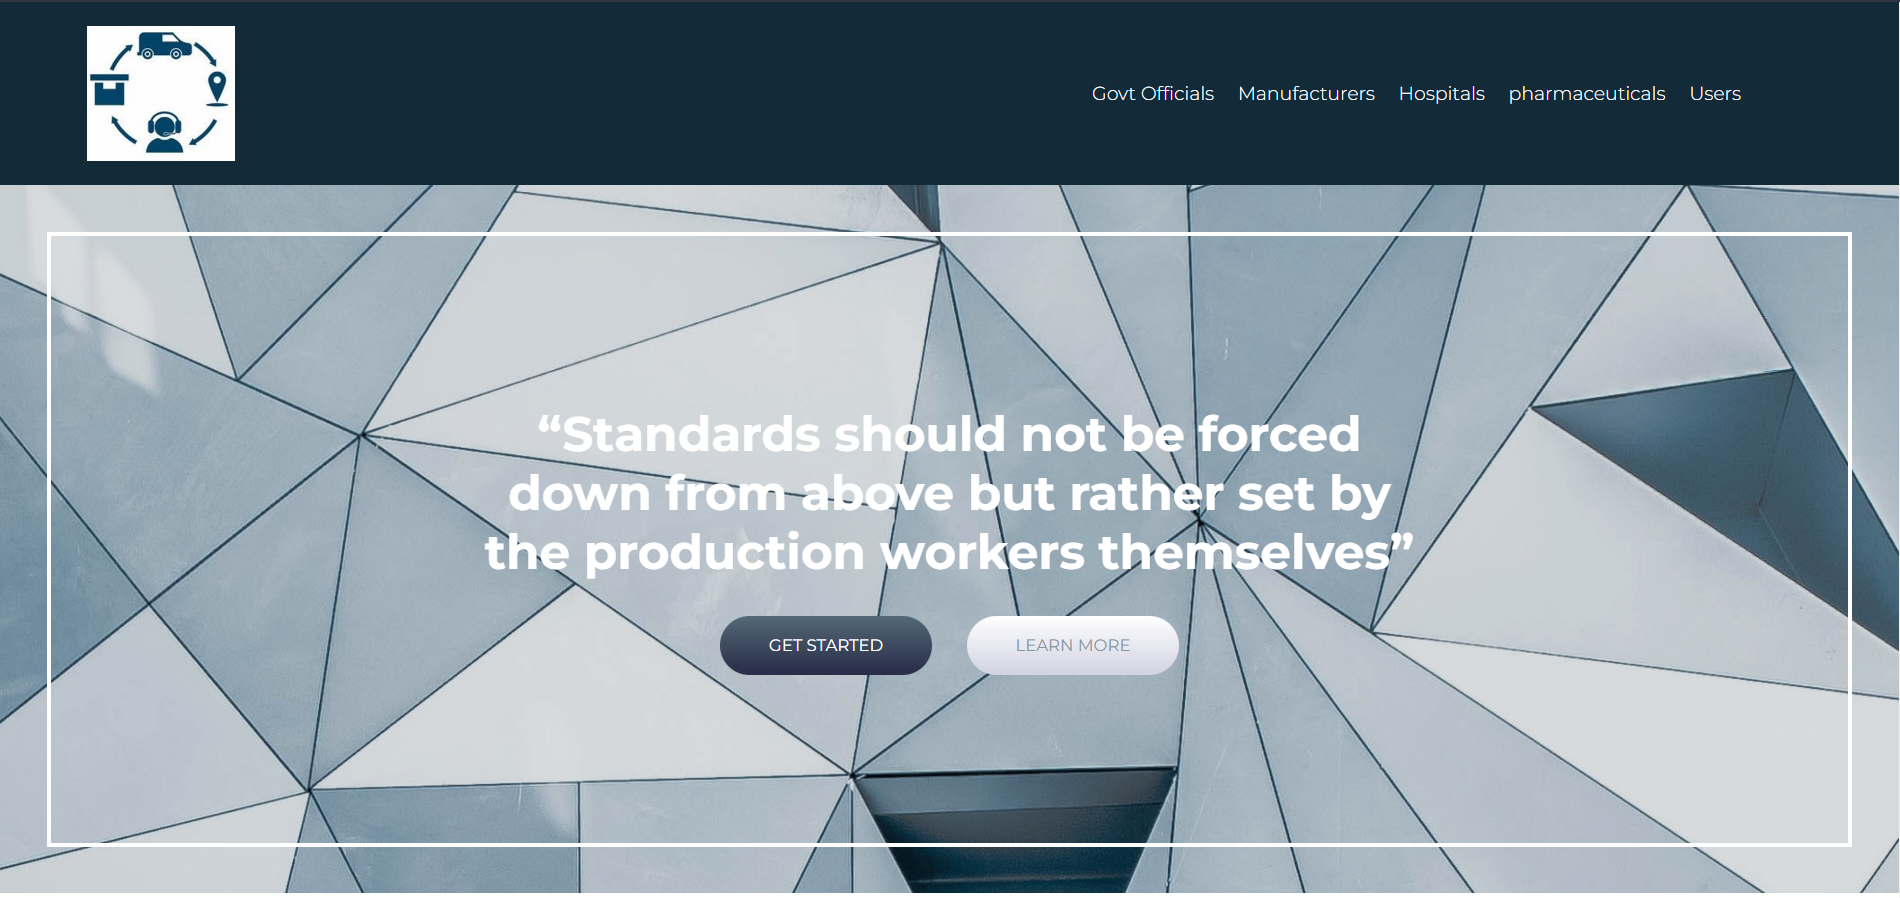 Govt Officials Manufacturers Hospitals pharmaceuticals Users
“Standards should not be forced
down from above but rather set by
the production workers themselves”
GET STARTED LEARN MORE